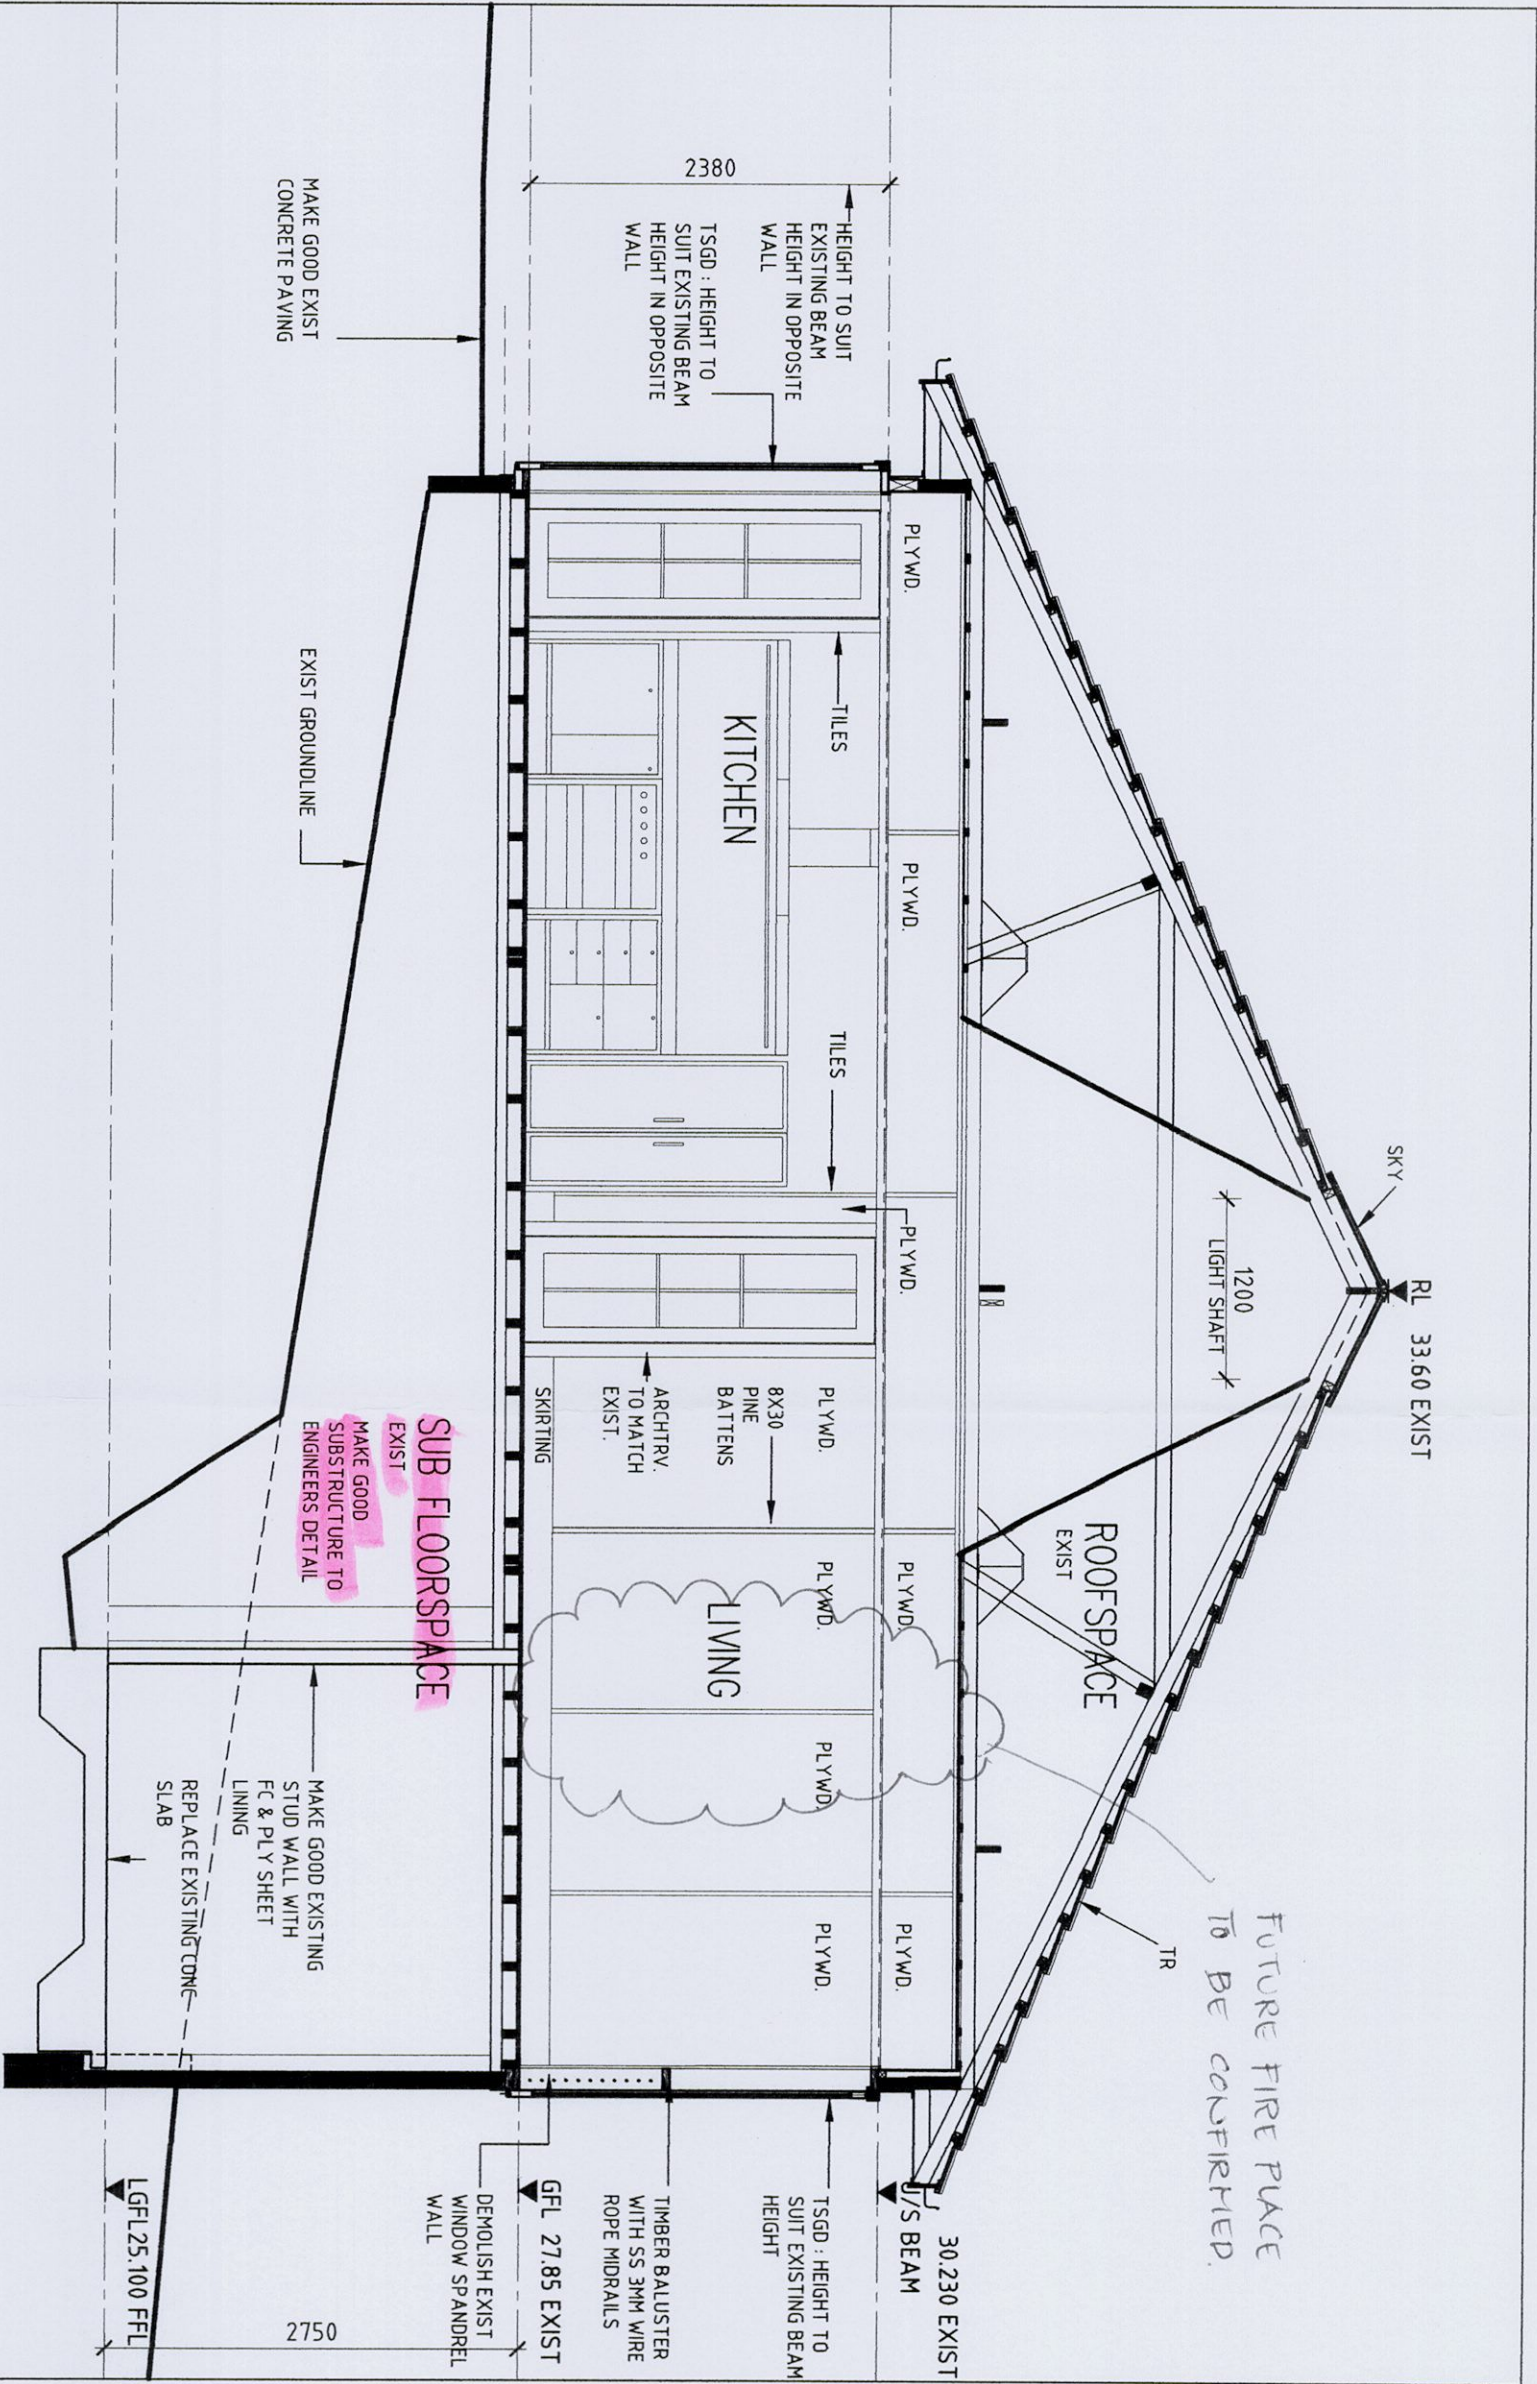 SKY
RL 33.60 EXIST
1200
LIGHT SHAFT
FUTURE FIRE PLACE
TO BE CONFIRMED.
ROOFSPACE
EXIST
TR
30.230 EXIST
U/S BEAM
PLYWD.
PLYWD.
PLYWD.
PLYWD.
PLYWD.
HEIGHT TO SUIT
EXISTING BEAM
HEIGHT IN OPPOSITE
WALL
2380
TSGD : HEIGHT TO
SUIT EXISTING BEAM
HEIGHT IN OPPOSITE
WALL
TILES
TILES
KITCHEN
PLYWD.
PLYWD.
PLYWD.
PLYWD.
8X30
PINE
BATTENS
ARCHTRV.
TO MATCH
EXIST.
SKIRTING
LIVING
TSGD : HEIGHT TO
SUIT EXISTING BEAM
HEIGHT
TIMBER BALUSTER
WITH SS 3MM WIRE
ROPE MIDRAILS
GFL 27.85 EXIST
DEMOLISH EXIST
WINDOW SPANDREL
WALL
MAKE GOOD EXIST
CONCRETE PAVING
EXIST GROUNDLINE
SUB FLOORSPACE
EXIST
MAKE GOOD
SUBSTRUCTURE TO
ENGINEERS DETAIL
MAKE GOOD EXISTING
STUD WALL WITH
FC & PLY SHEET
LINING
REPLACE EXISTING CONC
SLAB
2750
LGFL25.100 FFL